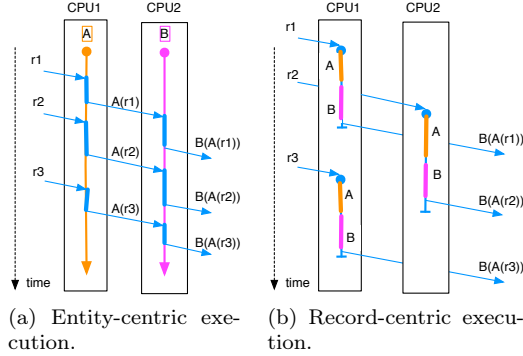 CPU1 CPU2
A B
r1
A(r1)
r2
B(A(r1))
A(r2)
r3
B(A(r2))
A(r3)
B(A(r3))
time
(a) Entity-centric exe-
cution.
CPU1 CPU2
r1
A
r2
B
A
B(A(r1))
r3
B
A
B(A(r2))
B
B(A(r3))
time
(b) Record-centric execu-
tion.